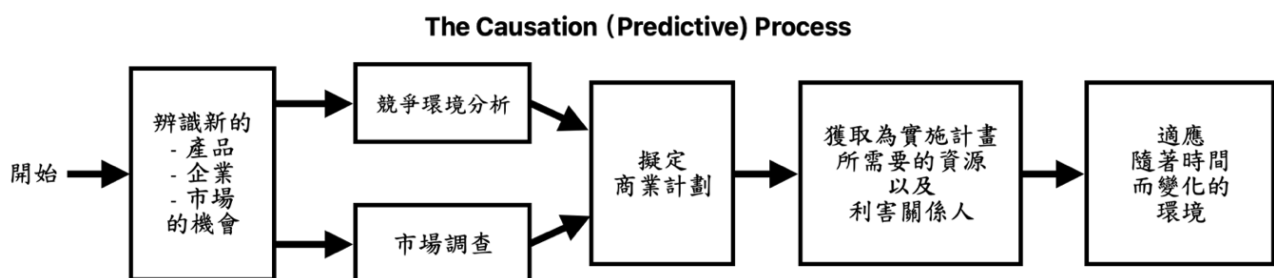 The Causation (Predictive) Process
開始
辨識新的
- 產品
- 企業
- 市場
的機會
競爭環境分析
市場調查
擬定
商業計劃
獲取為實施計畫
所需要的資源
以及
利害關係人
適應
隨著時間
而變化的
環境